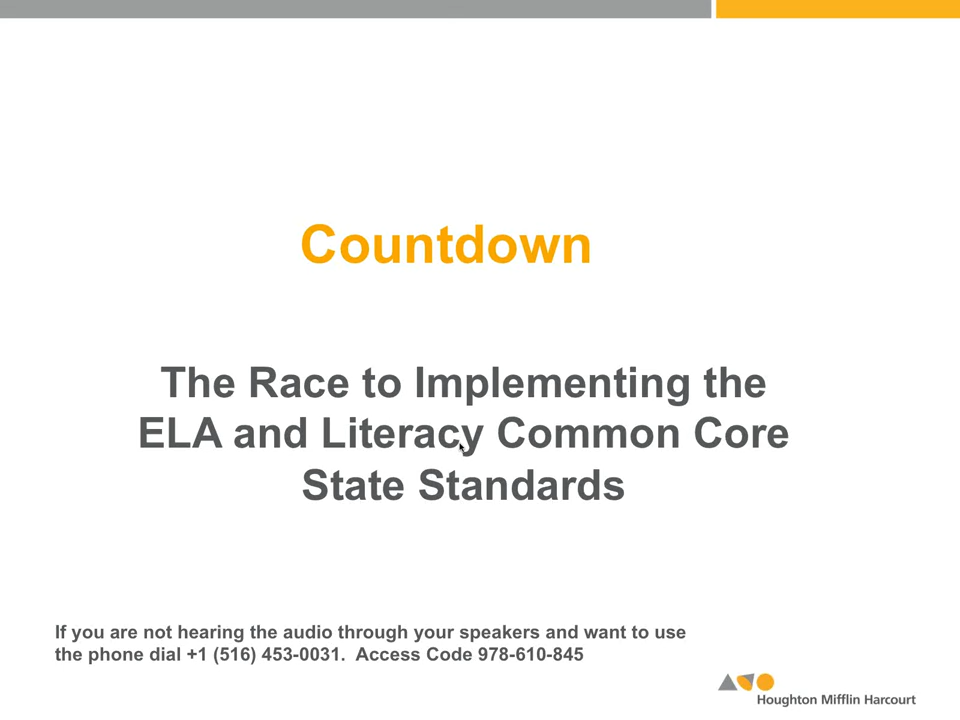 Countdown
The Race to Implementing the
ELA and Literacy Common Core
State Standards
If you are not hearing the audio through your speakers and want to use
the phone dial +1 (516) 453-0031.  Access Code 978-610-845
Houghton Mifflin Harcourt